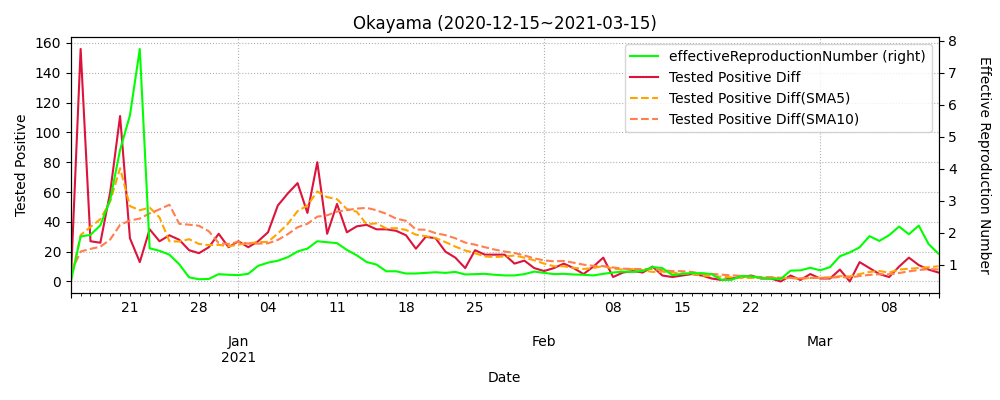 Okayama (2020-12-15~2021-03-15)
effectiveReproductionNumber (right)
Tested Positive Diff
Tested Positive Diff(SMA5)
Tested Positive Diff(SMA10)
Tested Positive
160
140
120
100
80
60
40
20
0
8
7
6
5
4
3
2
1
Effective Reproduction Number
21 28 04 11 18 25 08 15 22 08
Jan Feb Mar
2021
Date